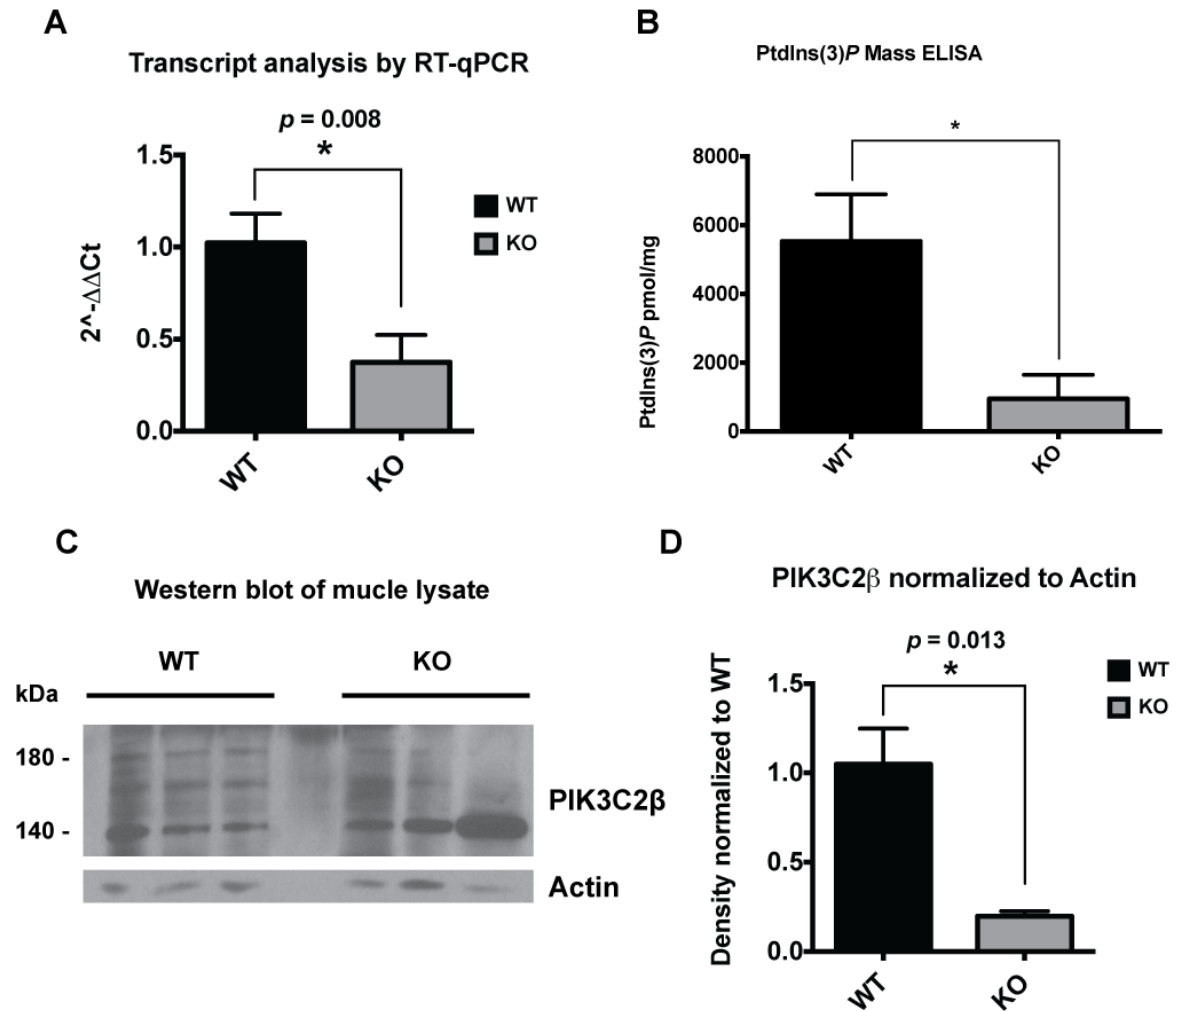 A
Transcript analysis by RT-qPCR
p = 0.008
*
1.5
1.0
0.5
0.0
2^-ΔΔCt
WT
KO
WT
KO
B
PtdIns(3)P Mass ELISA
*
8000
6000
4000
2000
0
PtdIns(3)P pmol/mg
WT
KO
C
Western blot of mucle lysate
WT
KO
kDa
180 -
140 -
PIK3C2β
Actin
D
PIK3C2β normalized to Actin
p = 0.013
*
1.5
1.0
0.5
0.0
Density normalized to WT
WT
KO
WT
KO